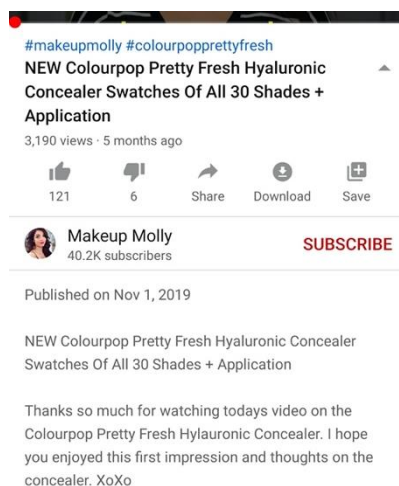 #makeupmolly #colourpopprettyfresh
NEW Colourpop Pretty Fresh Hyaluronic
Concealer Swatches Of All 30 Shades +
Application
3,190 views · 5 months ago
121
6
Share
Download
Save
Makeup Molly
40.2K subscribers
SUBSCRIBE
Published on Nov 1, 2019
NEW Colourpop Pretty Fresh Hyaluronic Concealer
Swatches Of All 30 Shades + Application
Thanks so much for watching todays video on the
Colourpop Pretty Fresh Hylauronic Concealer. I hope
you enjoyed this first impression and thoughts on the
concealer. XoXo